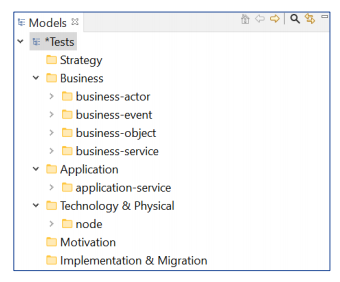 Models
*Tests
Strategy
Business
business-actor
business-event
business-object
business-service
Application
application-service
Technology & Physical
node
Motivation
Implementation & Migration